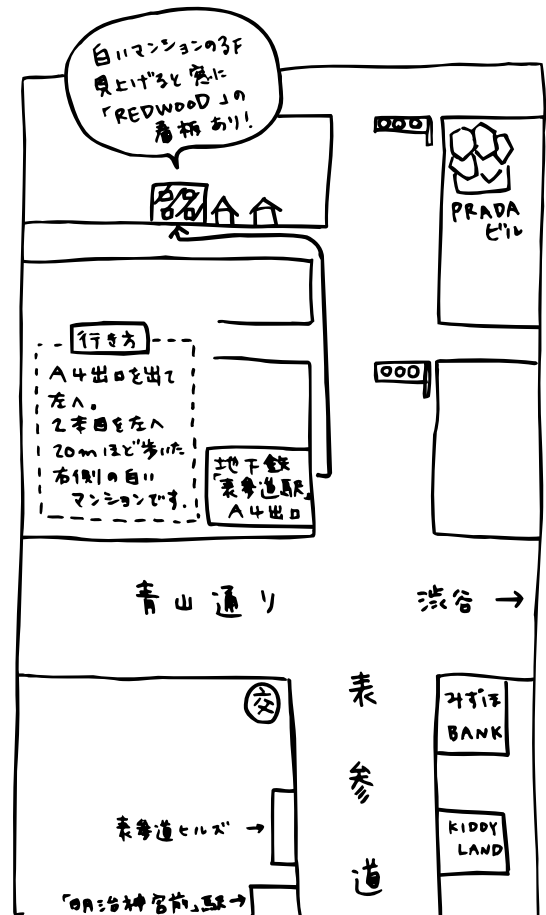 白いマンションの3F
見上げると窓に
「REDWOOD」の
看板あり!
PRADA
ビル
行き方
A4出口を出て
左へ。
2本目を左へ
20mほど歩いた
右側の白い
マンションです。
地下鉄
「表参道駅」
A4出口
青山通り
渋谷→
交
表
参
道
みずほ
BANK
表参道ヒルズ→
KIDDY
LAND
「明治神宮前」駅→